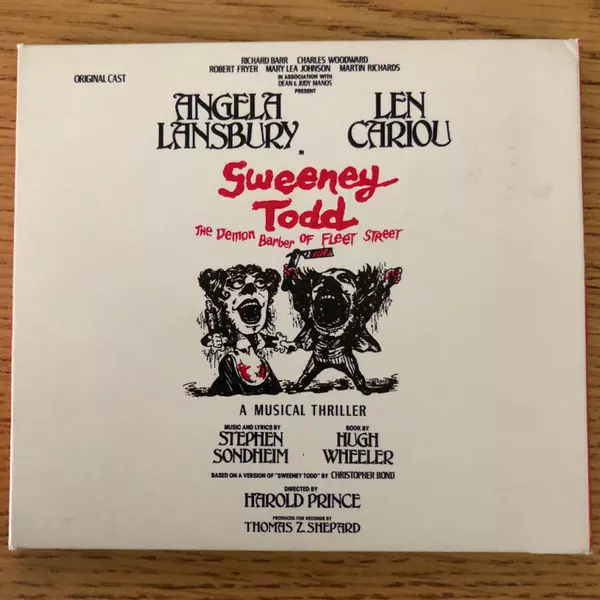 RICHARD BARR CHARLES WOODWARD
ROBERT FRYER MARY LEA JOHNSON MARTIN RICHARDS
ORIGINAL CAST
IN ASSOCIATION WITH
DEAN & JUDY MANOS
PRESENT
ANGELA LANSBURY
LEN CARIOU
IN
Sweeney
Todd
The Demon Barber of Fleet Street
A MUSICAL THRILLER
MUSIC AND LYRICS BY
STEPHEN
SONDHEIM
BOOK BY
HUGH
WHEELER
BASED ON A VERSION OF "SWEENEY TODD" BY CHRISTOPHER BOND
DIRECTED BY
HAROLD PRINCE
PRODUCED FOR RECORDS BY
THOMAS Z. SHEPARD